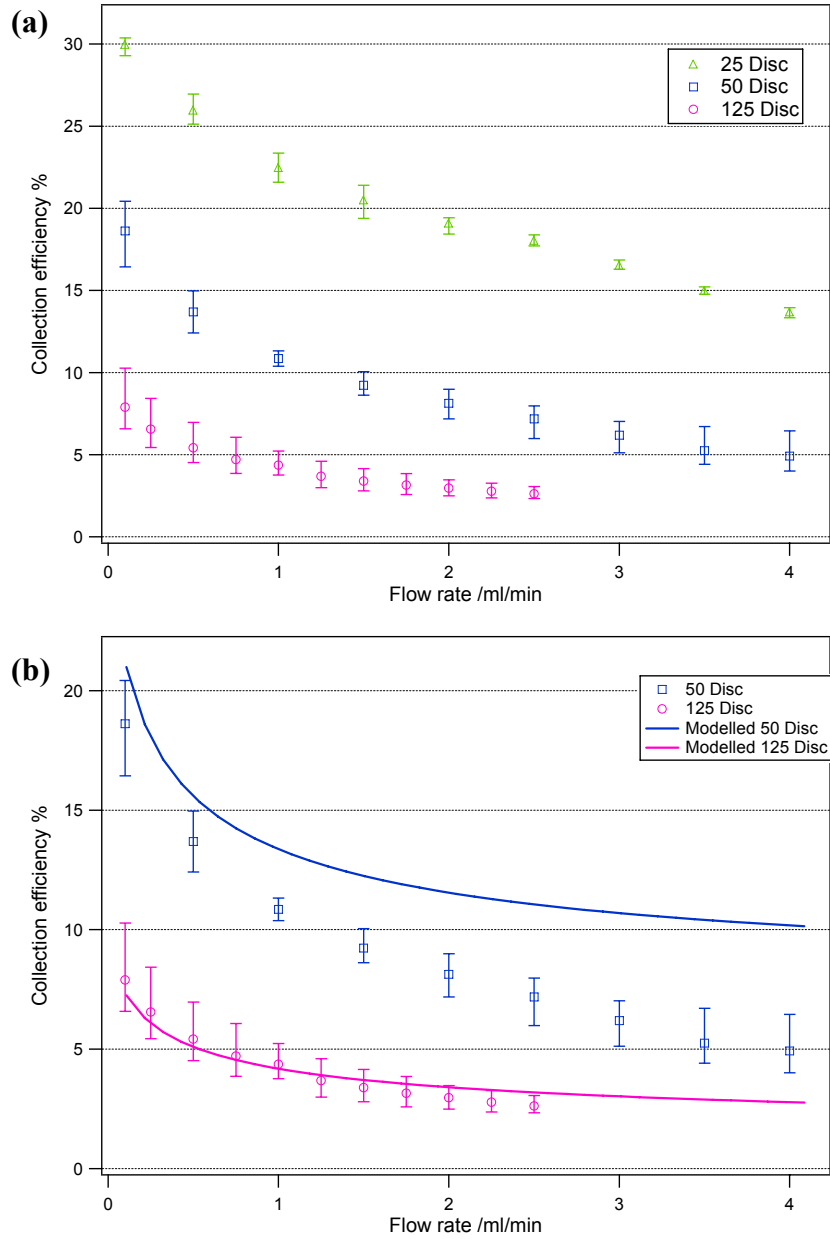 (a)
30
25
20
15
10
5
0
Collection efficiency %
25 Disc
50 Disc
125 Disc
0 1 2 3 4
Flow rate /ml/min
(b)
20
15
10
5
0
Collection efficiency %
50 Disc
125 Disc
Modelled 50 Disc
Modelled 125 Disc
0 1 2 3 4
Flow rate /ml/min